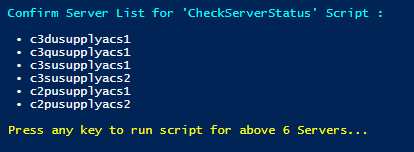 Confirm Server List for 'CheckServerStatus' Script :
• c3dusupplyacs1
• c3qusupplyacs1
• c3susupplyacs1
• c3susupplyacs2
• c2pusupplyacs1
• c2pusupplyacs2
Press any key to run script for above 6 Servers...